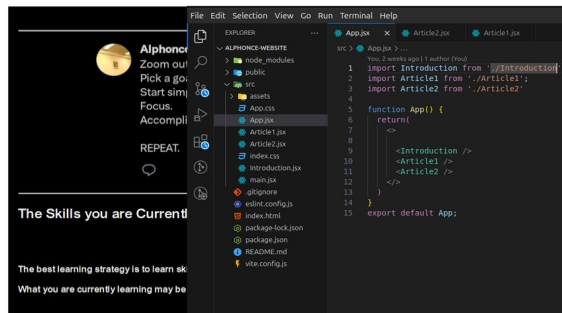 Alphonce
Zoom out
Pick a goa
Start simp
Focus.
Accompli
REPEAT.
The Skills you are Current
The best learning strategy is to learn sk
What you are currently learning may be
File Edit Selection View Go Run Terminal Help
EXPLORER ...
ALPHONCE-WEBSITE
node_modules
public
src
assets
App.css
App.jsx
Article1.jsx
Article2.jsx
index.css
Introduction.jsx
main.jsx
.gitignore
eslint.config.js
index.html
package-lock.json
package.json
README.md
vite.config.js
App.jsx × Article2.jsx Article1.jsx
src > App.jsx > ...
You, 2 weeks ago | 1 author (You)
1 import Introduction from './Introduction'
2 import Article1 from './Article1';
3 import Article2 from './Article2'
4
5 function App() {
6 return(
7 <>
8
9 <Introduction />
10 <Article1 />
11 <Article2 />
12 </>
13 )
14 }
15 export default App;